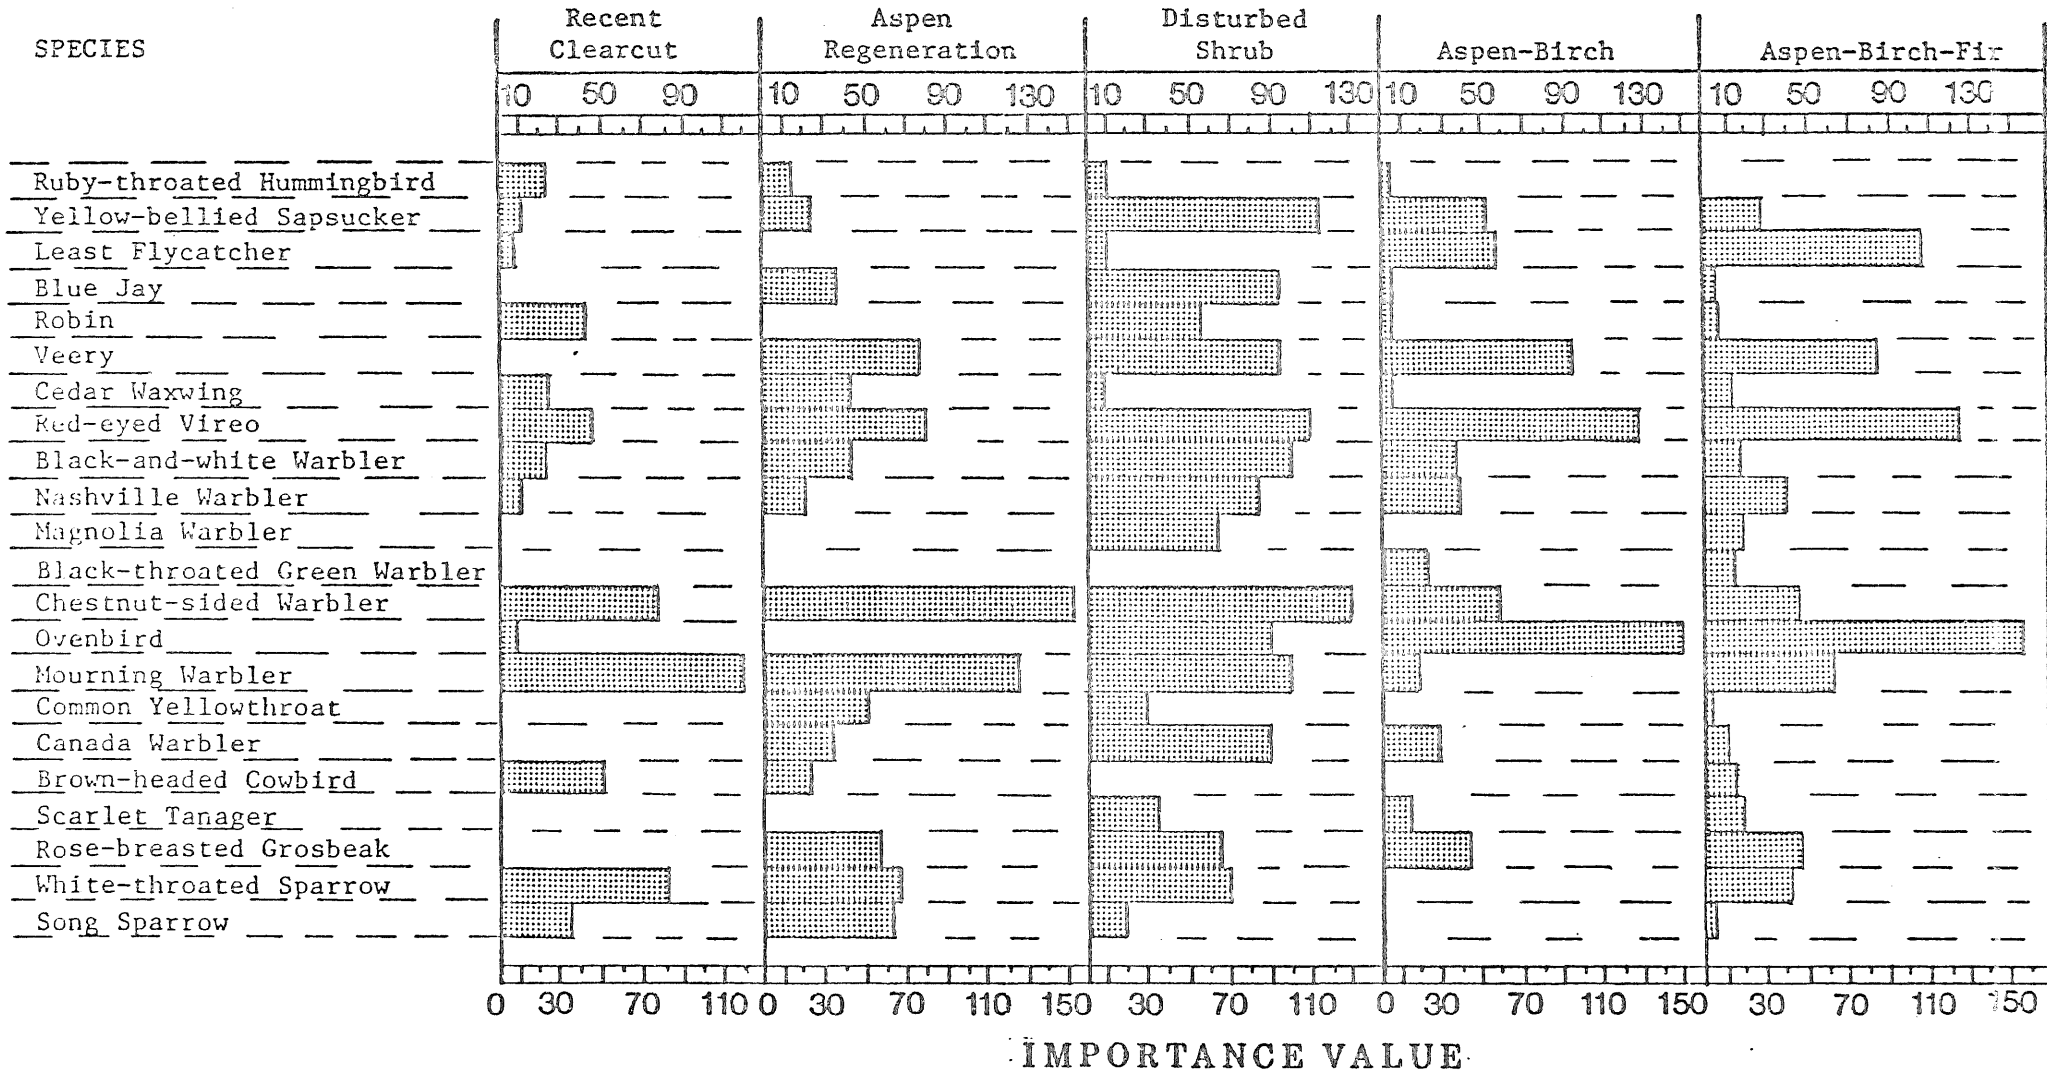 Recent Aspen Disturbed
SPECIES Clearcut Regeneration Shrub Aspen-Birch Aspen-Birch-Fir
10 50 90 10 50 90 130 10 50 90 130 10 50 90 130 10 50 90 130
Ruby-throated Hummingbird
Yellow-bellied Sapsucker
Least Flycatcher
Blue Jay
Robin
Veery
Cedar Waxwing
Red-eyed Vireo
Black-and-white Warbler
Nashville Warbler
Magnolia Warbler
Black-throated Green Warbler
Chestnut-sided Warbler
Ovenbird
Mourning Warbler
Common Yellowthroat
Canada Warbler
Brown-headed Cowbird
Scarlet Tanager
Rose-breasted Grosbeak
White-throated Sparrow
Song Sparrow
0 30 70 110 0 30 70 110 150 30 70 110 0 30 70 110 150 30 70 110 150
IMPORTANCE VALUE